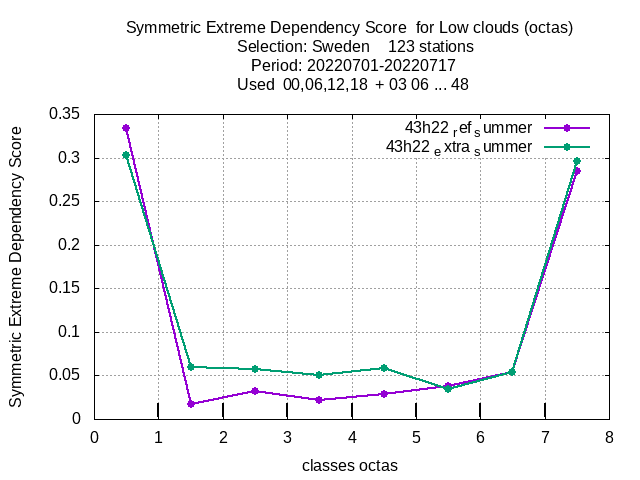 Symmetric Extreme Dependency Score  for Low clouds (octas)
Selection: Sweden    123 stations
Period: 20220701-20220717
Used  00,06,12,18  + 03 06 ... 48
Symmetric Extreme Dependency Score
0.35
0.3
0.25
0.2
0.15
0.1
0.05
0
43h22 ref summer
43h22 extra summer
0 1 2 3 4 5 6 7 8
classes octas